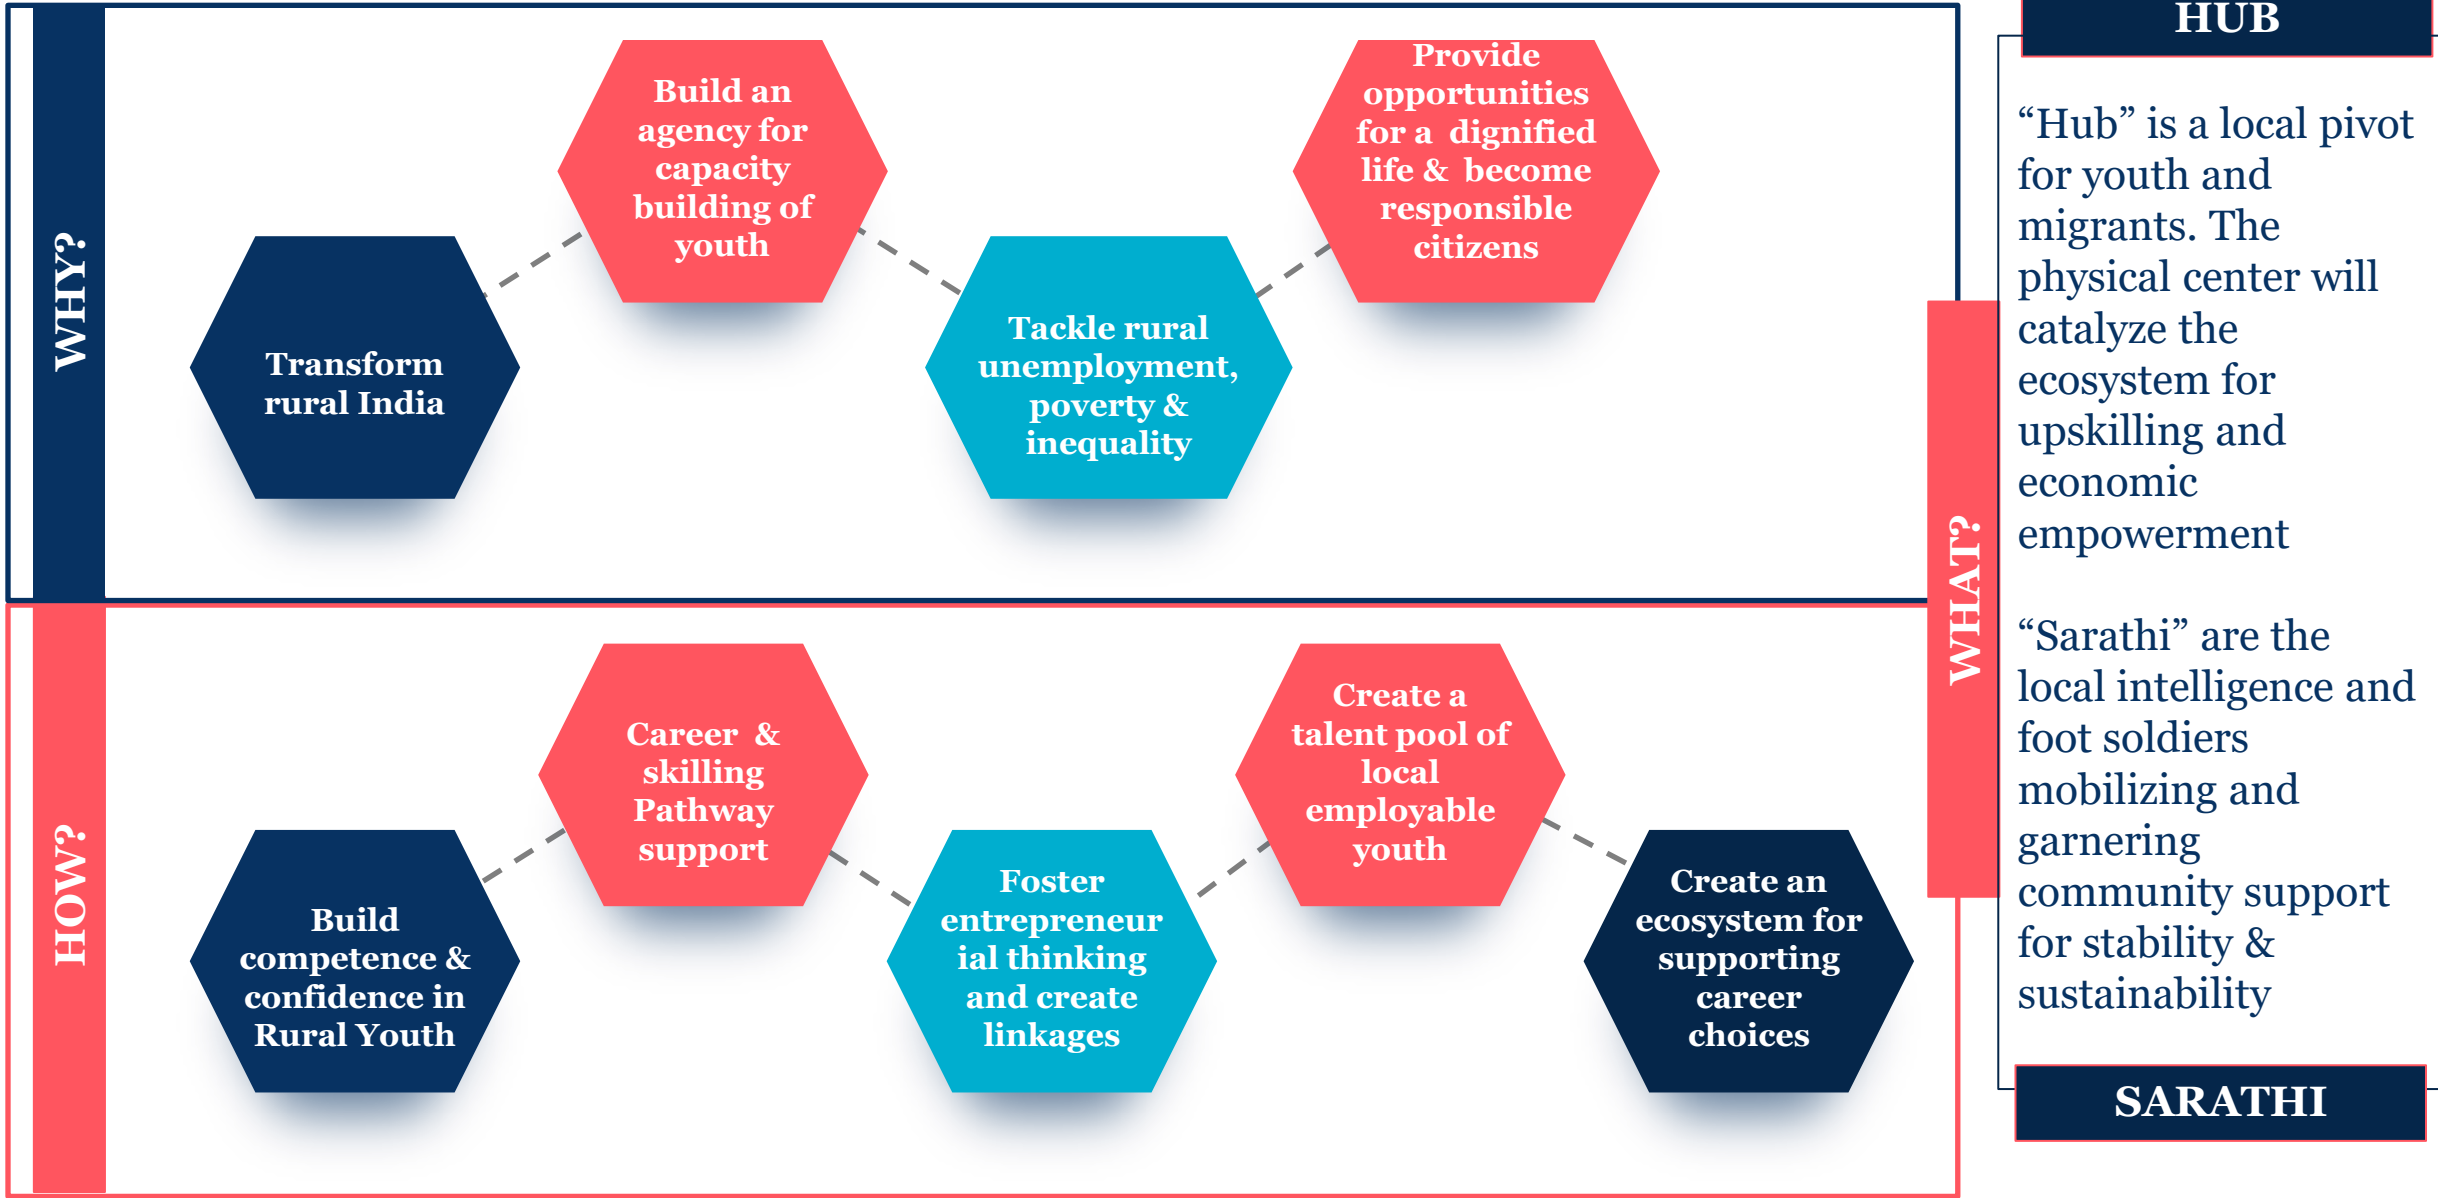 WHY?
Transform
rural India
Build an
agency for
capacity
building of
youth
Tackle rural
unemployment,
poverty &
inequality
Provide
opportunities
for a dignified
life & become
responsible
citizens
HOW?
Build
competence &
confidence in
Rural Youth
Career &
skilling
Pathway
support
Foster
entrepreneur
ial thinking
and create
linkages
Create a
talent pool of
local
employable
youth
Create an
ecosystem for
supporting
career
choices
WHAT?
HUB
“Hub” is a local pivot
for youth and
migrants. The
physical center will
catalyze the
ecosystem for
upskilling and
economic
empowerment
“Sarathi” are the
local intelligence and
foot soldiers
mobilizing and
garnering
community support
for stability &
sustainability
SARATHI